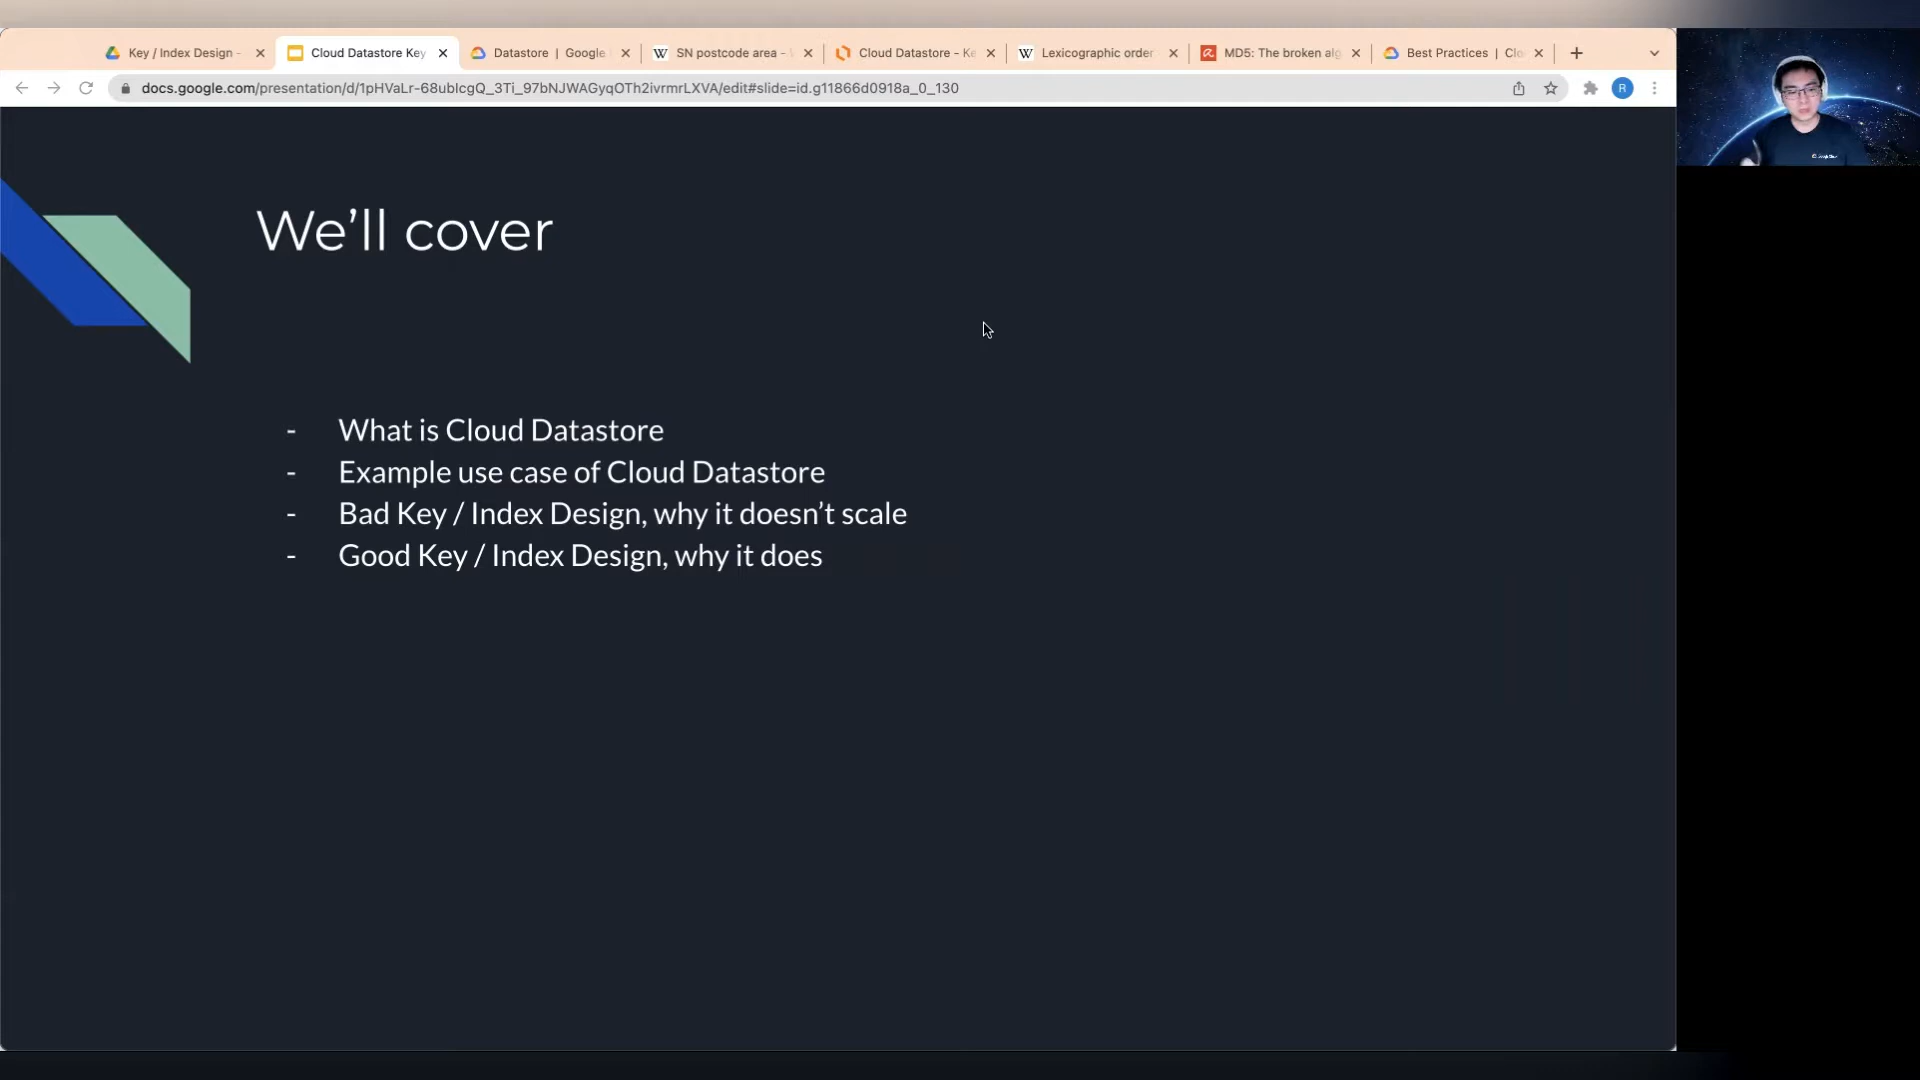 Key / Index Design -
Cloud Datastore Key
Datastore | Google
SN postcode area -
Cloud Datastore - Ke
Lexicographic order
MD5: The broken alg
Best Practices | Clo
docs.google.com/presentation/d/1pHVaLr-68ubIcgQ_3Ti_97bNJWAGyqOTh2ivrmrLXVA/edit#slide=id.g11866d0918a_0_130
R
We'll cover
- What is Cloud Datastore
- Example use case of Cloud Datastore
- Bad Key / Index Design, why it doesn't scale
- Good Key / Index Design, why it does